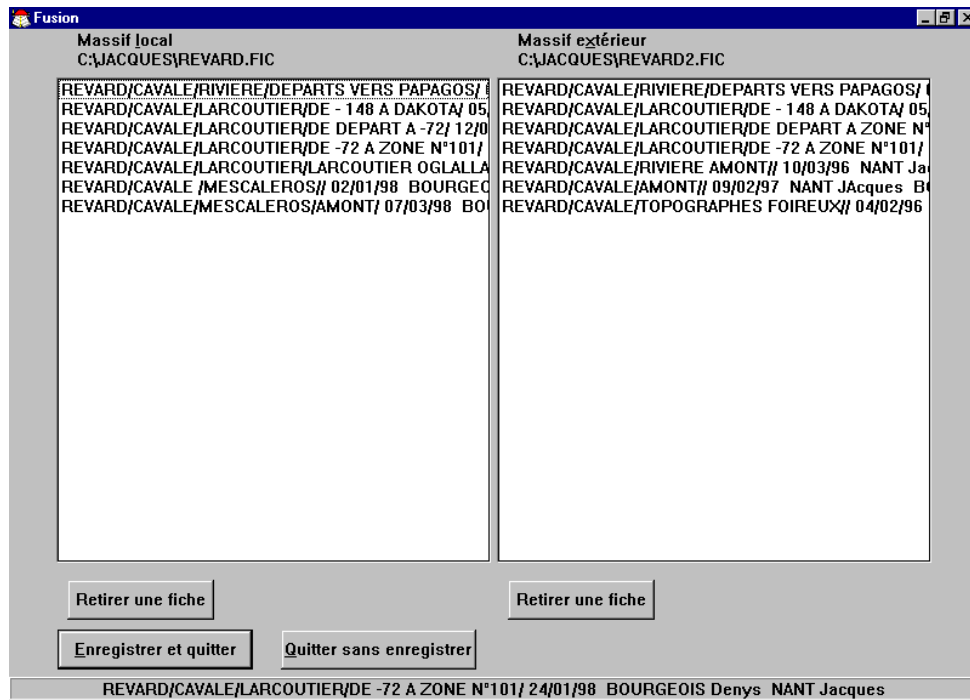 Fusion
Massif local
C:\JACQUES\REVARD.FIC
REVARD/CAVALE/RIVIERE/DEPARTS VERS PAPAGOS/
REVARD/CAVALE/LARCOUTIER/DE - 148 A DAKOTA/ 05/
REVARD/CAVALE/LARCOUTIER/DE DEPART A -72/ 12/0
REVARD/CAVALE/LARCOUTIER/DE -72 A ZONE N°101/
REVARD/CAVALE/LARCOUTIER/LARCOUTIER OGLALLA
REVARD/CAVALE /MESCALEROS// 02/01/98 BOURGEO
REVARD/CAVALE/MESCALEROS/AMONT/ 07/03/98 BOU
Massif extérieur
C:\JACQUES\REVARD2.FIC
REVARD/CAVALE/RIVIERE/DEPARTS VERS PAPAGOS/
REVARD/CAVALE/LARCOUTIER/DE - 148 A DAKOTA/ 05/
REVARD/CAVALE/LARCOUTIER/DE DEPART A ZONE N°
REVARD/CAVALE/LARCOUTIER/DE -72 A ZONE N°101/
REVARD/CAVALE/RIVIERE AMONT// 10/03/96 NANT Ja
REVARD/CAVALE/AMONT// 09/02/97 NANT JAcques BO
REVARD/CAVALE/TOPOGRAPHES FOIREUX// 04/02/96
Retirer une fiche
Retirer une fiche
Enregistrer et quitter
Quitter sans enregistrer
REVARD/CAVALE/LARCOUTIER/DE -72 A ZONE N°101/ 24/01/98 BOURGEOIS Denys NANT Jacques